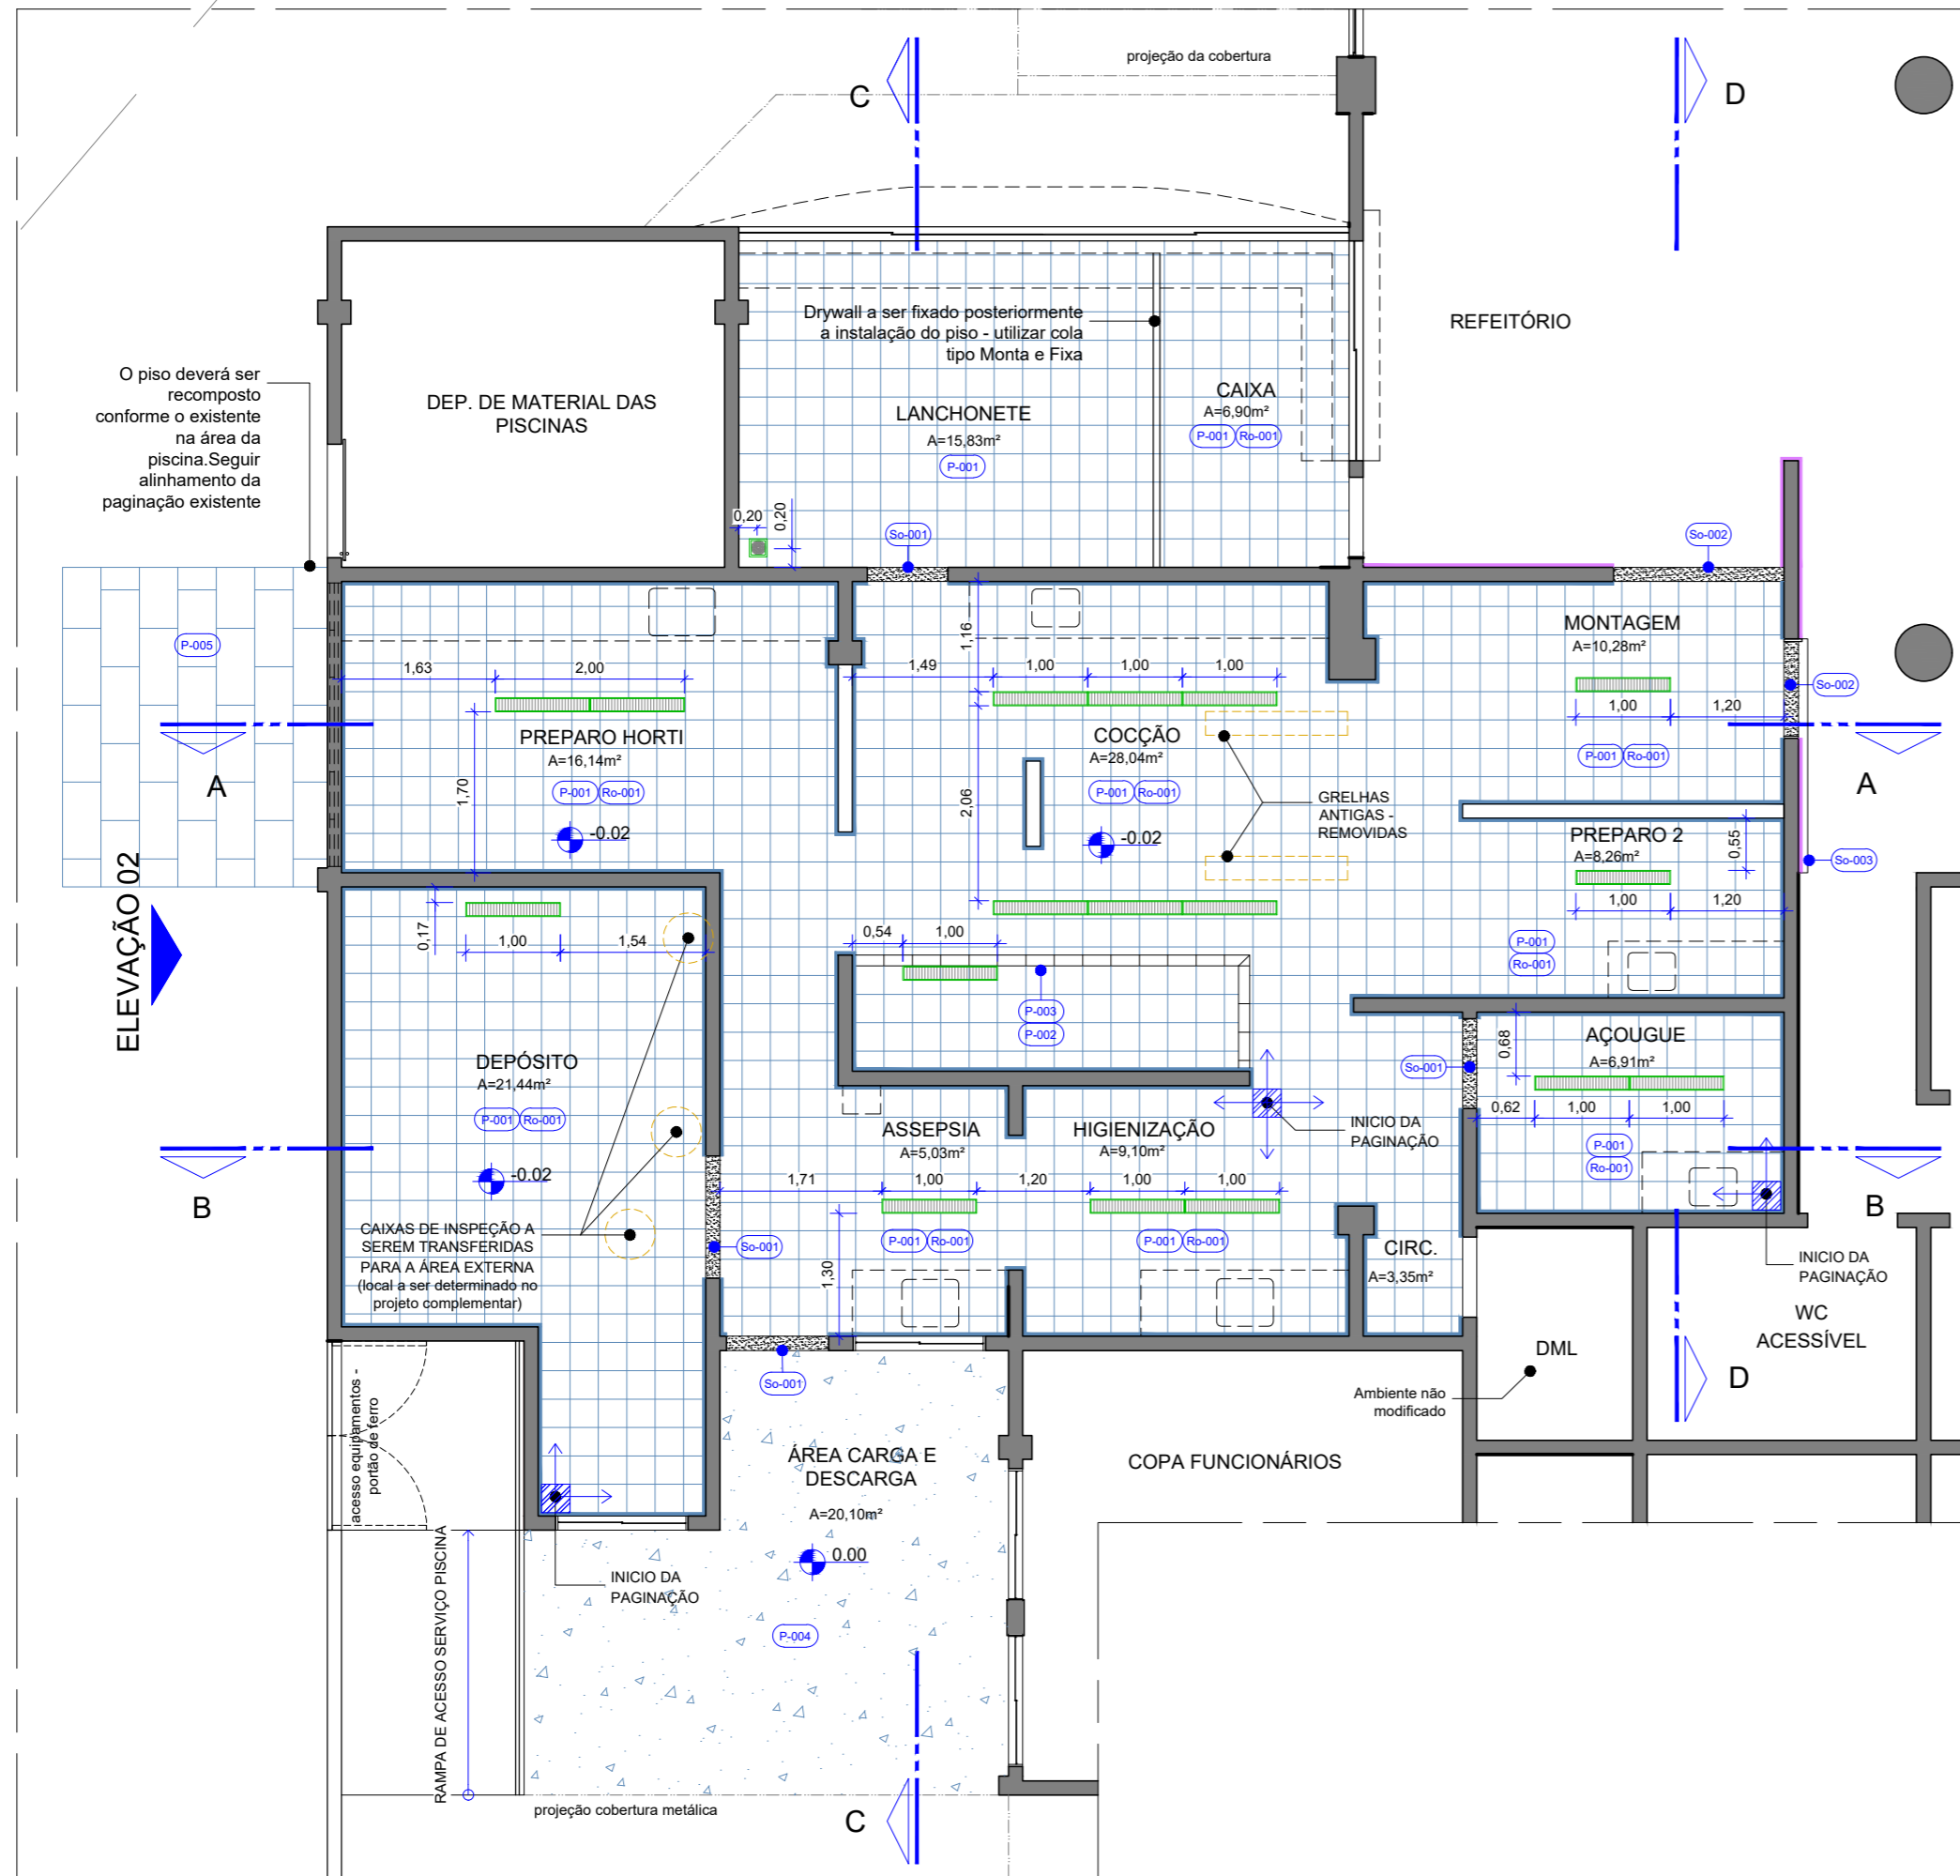 projeção da cobertura
C
D
REFEITÓRIO
Drywall a ser fixado posteriormente
a instalação do piso - utilizar cola
tipo Monta e Fixa
O piso deverá ser
recomposto
conforme o existente
na área da
piscina.Seguir
alinhamento da
paginação existente
DEP. DE MATERIAL DAS
PISCINAS
LANCHONETE
A=15,83m²
P-001
CAIXA
A=6,90m²
P-001 Ro-001
0,20
0,20
So-001
So-002
P-005
1,63
2,00
1,70
PREPARO HORTI
A=16,14m²
P-001 Ro-001
-0.02
1,16
1,49
1,00
1,00
1,00
2,06
COCÇÃO
A=28,04m²
P-001 Ro-001
-0.02
GRELHAS
ANTIGAS -
REMOVIDAS
MONTAGEM
A=10,28m²
1,00
1,20
P-001 Ro-001
So-002
A
A
PREPARO 2
A=8,26m²
0,55
1,00
1,20
P-001
Ro-001
So-003
ELEVAÇÃO 02
0,17
1,00
1,54
0,54
1,00
P-003
P-002
DEPÓSITO
A=21,44m²
P-001 Ro-001
-0.02
CAIXAS DE INSPEÇÃO A
SEREM TRANSFERIDAS
PARA A ÁREA EXTERNA
(local a ser determinado no
projeto complementar)
So-001
AÇOUGUE
A=6,91m²
0,68
0,62
1,00
1,00
P-001
Ro-001
So-001
INICIO DA
PAGINAÇÃO
ASSEPSIA
A=5,03m²
1,71
1,00
1,20
P-001 Ro-001
1,30
HIGIENIZAÇÃO
A=9,10m²
1,00
1,00
P-001 Ro-001
B
B
CIRC.
A=3,35m²
INICIO DA
PAGINAÇÃO
WC
ACESSÍVEL
DML
Ambiente não
modificado
D
So-001
acesso equipamentos -
portão de ferro
ÁREA CARGA E
DESCARGA
A=20,10m²
0.00
P-004
COPA FUNCIONÁRIOS
INICIO DA
PAGINAÇÃO
RAMPA DE ACESSO SERVIÇO PISCINA
projeção cobertura metálica
C